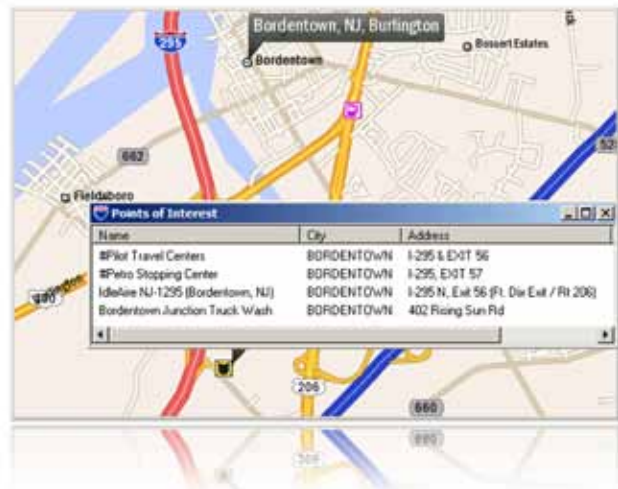 Bordentown, NJ, Burlington
295
Bordentown
Bossert Estates
662
Fieldsboro
Points of Interest
Name City Address
#Pilot Travel Centers BORDENTOWN I-295 & EXIT 56
#Petro Stopping Center BORDENTOWN I-295, EXIT 57
IdleAire NJ-1295 (Bordentown, NJ) BORDENTOWN I-295 N, Exit 56 (Ft. Dix Exit / Rt 206)
Bordentown Junction Truck Wash BORDENTOWN 402 Rising Sun Rd
206
660